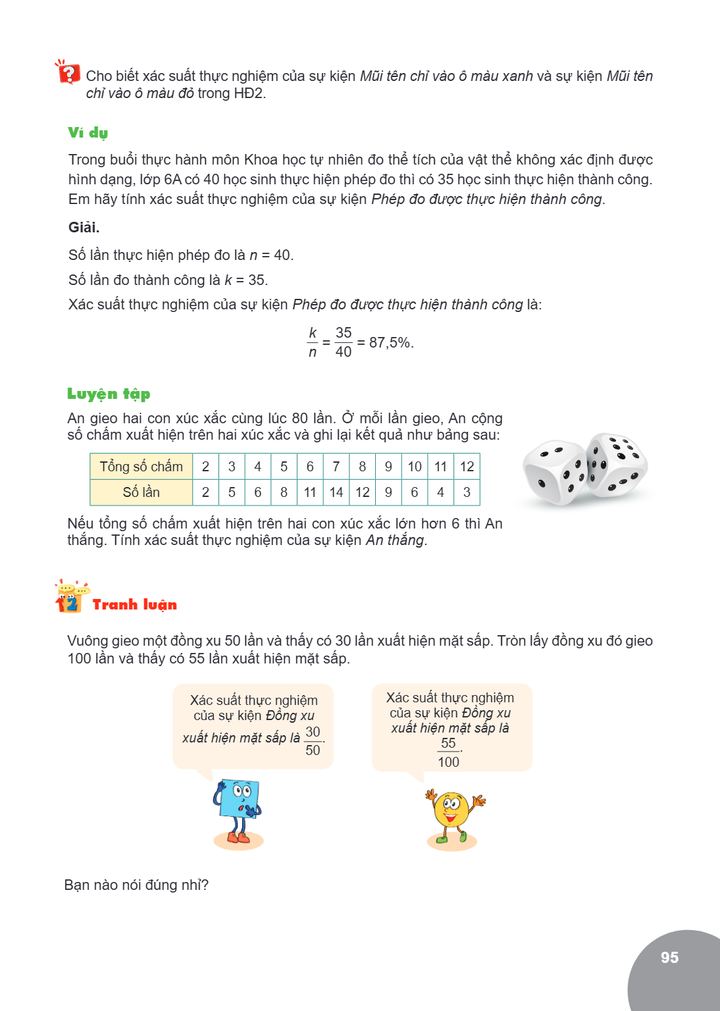 ?
Cho biết xác suất thực nghiệm của sự kiện Mũi tên chỉ vào ô màu xanh và sự kiện Mũi tên
chỉ vào ô màu đỏ trong HĐ2.
Ví dụ
Trong buổi thực hành môn Khoa học tự nhiên đo thể tích của vật thể không xác định được
hình dạng, lớp 6A có 40 học sinh thực hiện phép đo thì có 35 học sinh thực hiện thành công.
Em hãy tính xác suất thực nghiệm của sự kiện Phép đo được thực hiện thành công.
Giải.
Số lần thực hiện phép đo là n = 40.
Số lần đo thành công là k = 35.
Xác suất thực nghiệm của sự kiện Phép đo được thực hiện thành công là:
k/n = 35/40 = 87,5%.
Luyện tập
An gieo hai con xúc xắc cùng lúc 80 lần. Ở mỗi lần gieo, An cộng
số chấm xuất hiện trên hai xúc xắc và ghi lại kết quả như bảng sau:
Tổng số chấm 2 3 4 5 6 7 8 9 10 11 12
Số lần 2 5 6 8 11 14 12 9 6 4 3
Nếu tổng số chấm xuất hiện trên hai con xúc xắc lớn hơn 6 thì An
thắng. Tính xác suất thực nghiệm của sự kiện An thắng.
1 2
Tranh luận
Vuông gieo một đồng xu 50 lần và thấy có 30 lần xuất hiện mặt sấp. Tròn lấy đồng xu đó gieo
100 lần và thấy có 55 lần xuất hiện mặt sấp.
Xác suất thực nghiệm
của sự kiện Đồng xu
xuất hiện mặt sấp là 30/50.
Xác suất thực nghiệm
của sự kiện Đồng xu
xuất hiện mặt sấp là
55/100.
Bạn nào nói đúng nhỉ?
95